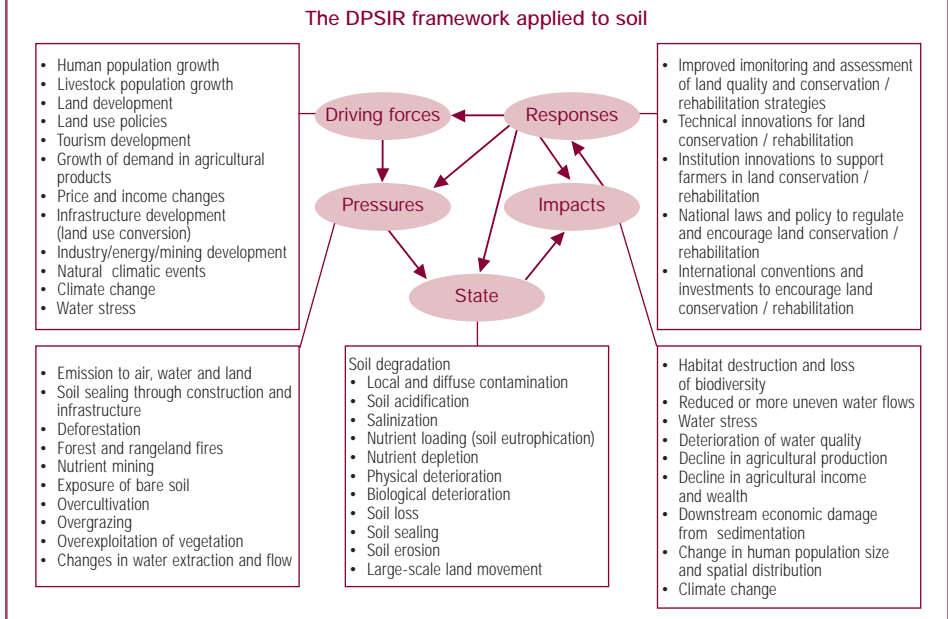 The DPSIR framework applied to soil
• Human population growth
• Livestock population growth
• Land development
• Land use policies
• Tourism development
• Growth of demand in agricultural
products
• Price and income changes
• Infrastructure development
(land use conversion)
• Industry/energy/mining development
• Natural climatic events
• Climate change
• Water stress
Driving forces
Responses
Pressures
Impacts
State
• Improved imonitoring and assessment
of land quality and conservation /
rehabilitation strategies
• Technical innovations for land
conservation / rehabilitation
• Institution innovations to support
farmers in land conservation /
rehabilitation
• National laws and policy to regulate
and encourage land conservation /
rehabilitation
• International conventions and
investments to encourage land
conservation / rehabilitation
• Emission to air, water and land
• Soil sealing through construction and
infrastructure
• Deforestation
• Forest and rangeland fires
• Nutrient mining
• Exposure of bare soil
• Overcultivation
• Overgrazing
• Overexploitation of vegetation
• Changes in water extraction and flow
Soil degradation
• Local and diffuse contamination
• Soil acidification
• Salinization
• Nutrient loading (soil eutrophication)
• Nutrient depletion
• Physical deterioration
• Biological deterioration
• Soil loss
• Soil sealing
• Soil erosion
• Large-scale land movement
• Habitat destruction and loss
of biodiversity
• Reduced or more uneven water flows
• Water stress
• Deterioration of water quality
• Decline in agricultural production
• Decline in agricultural income
and wealth
• Downstream economic damage
from sedimentation
• Change in human population size
and spatial distribution
• Climate change